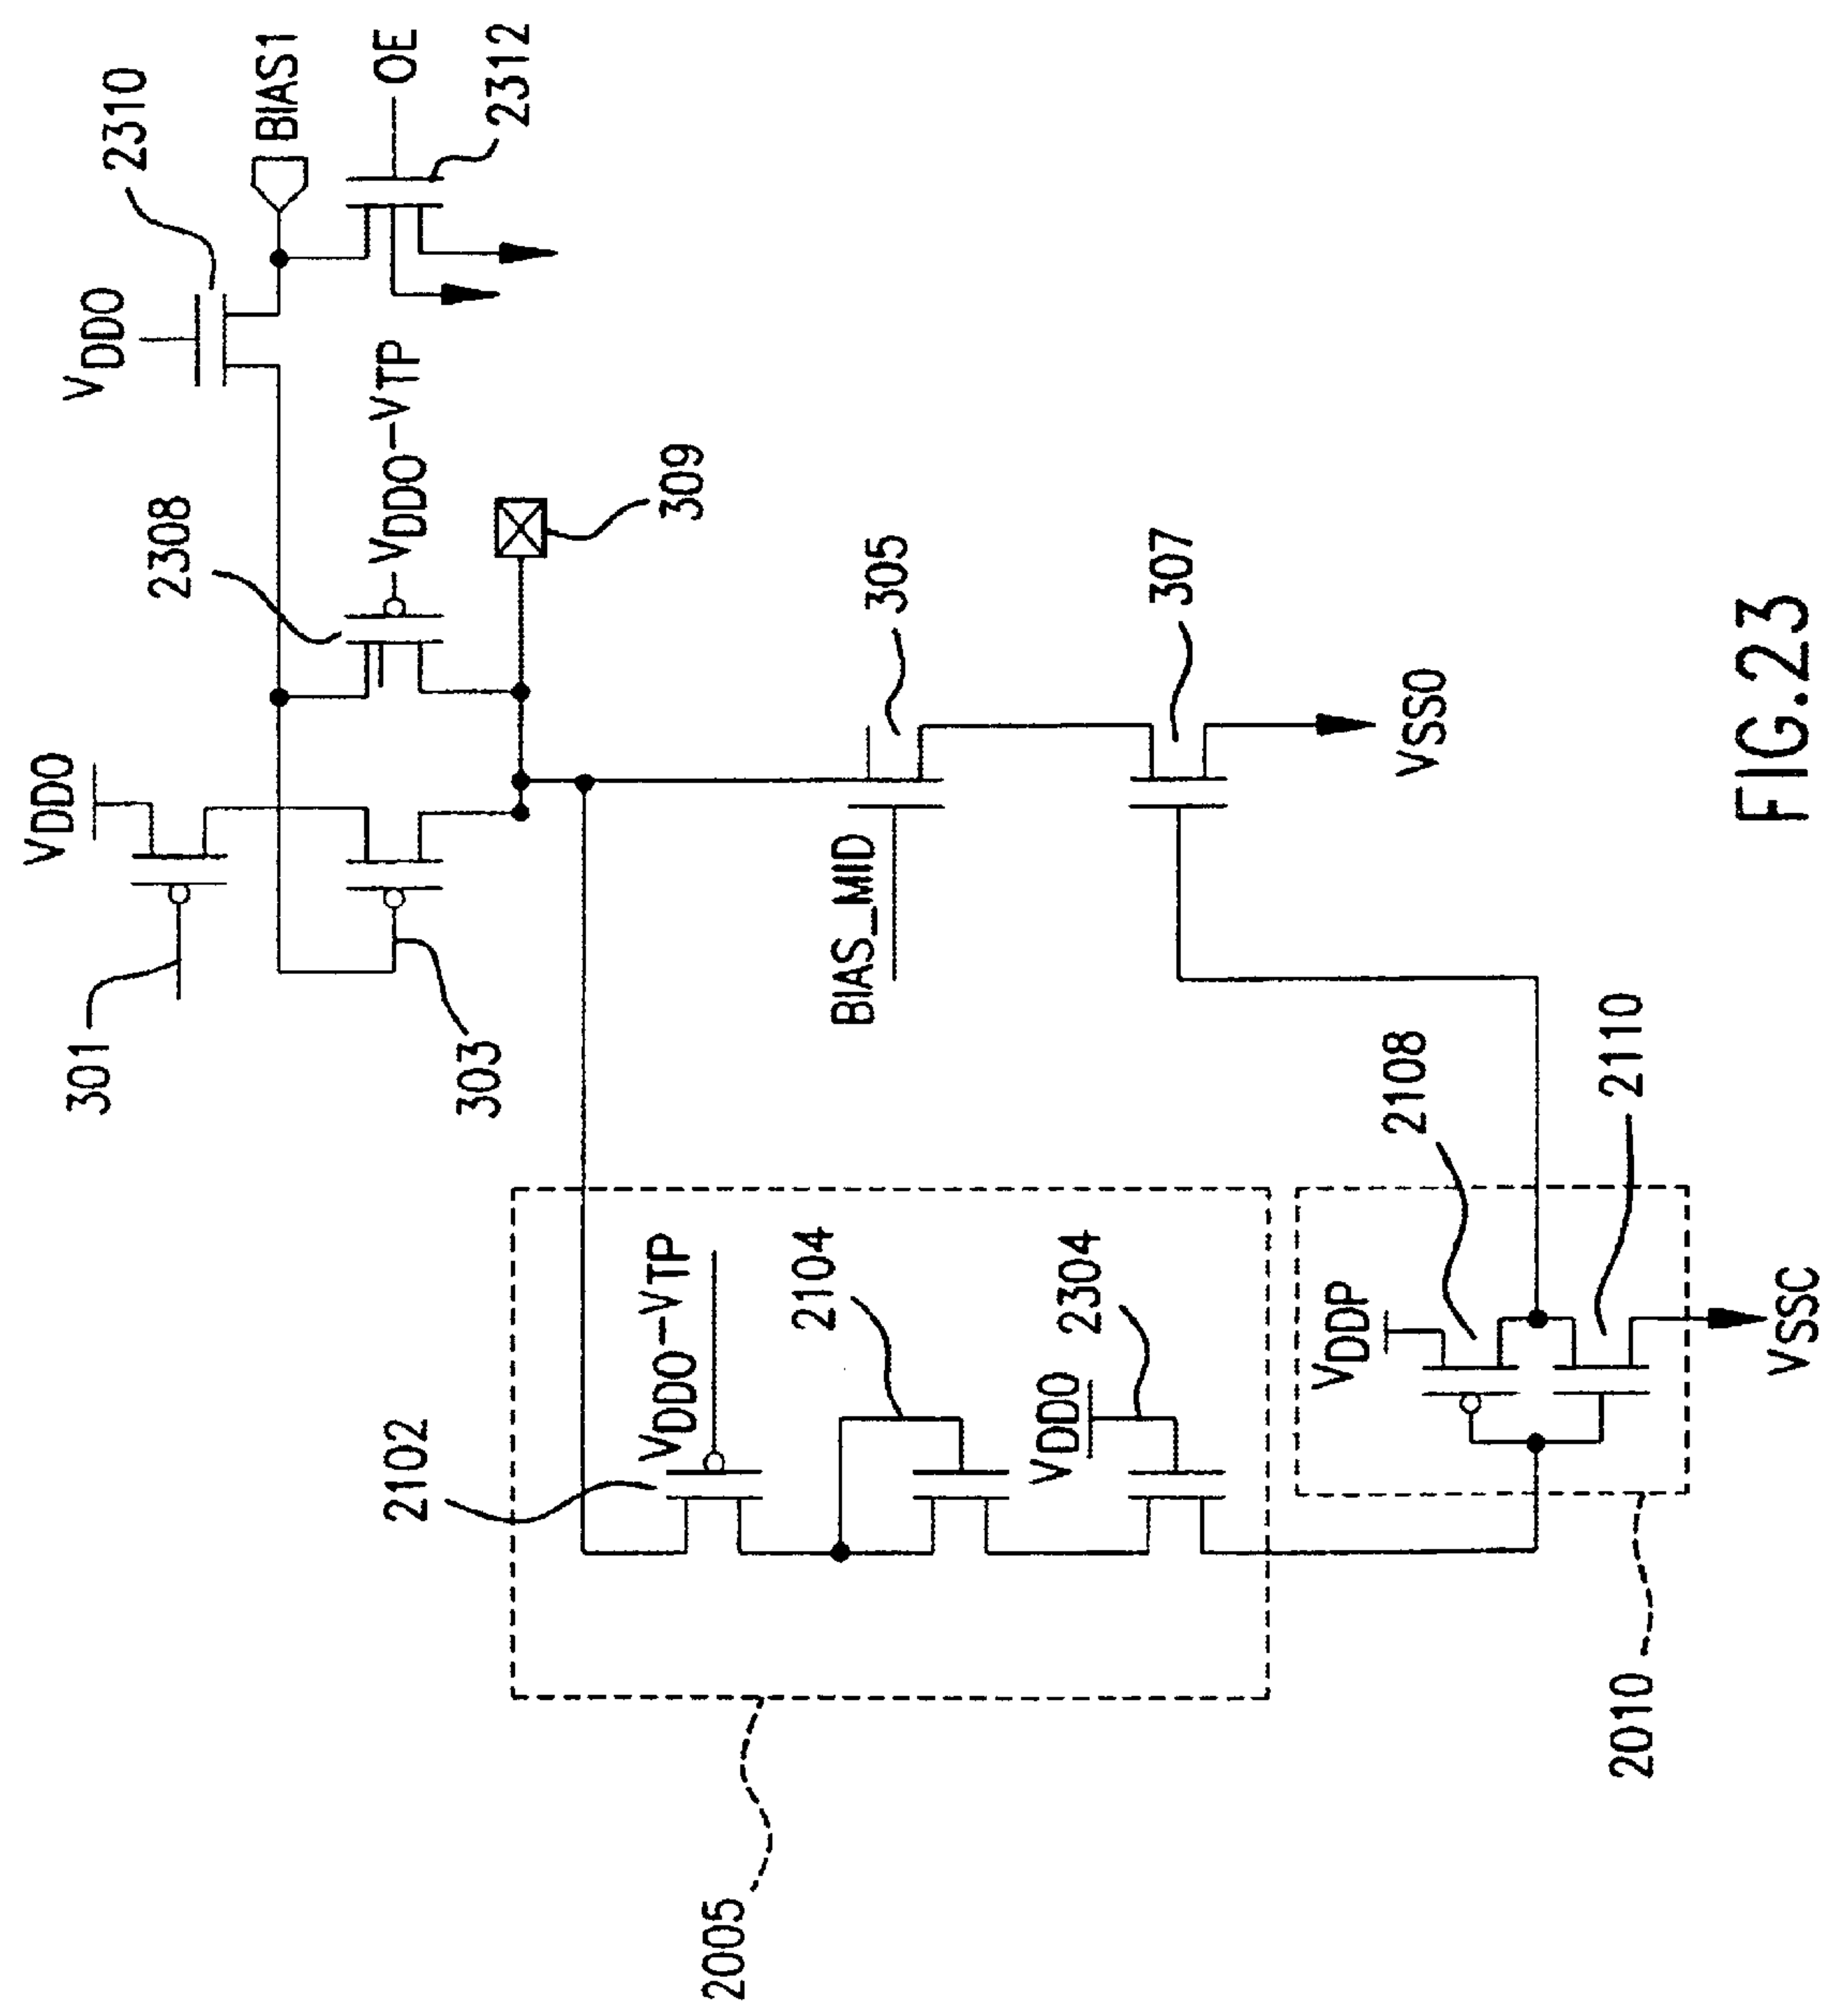 2310
VDDO
BIAS1
OE
2312
2308
VDDO-VTP
309
VDDO
301
303
305
BIAS_MID
307
VSSO
2102
VDDO-VTP
2104
VDDO
2304
2005
2108
VDDP
2110
VSSC
2010
FIG.23